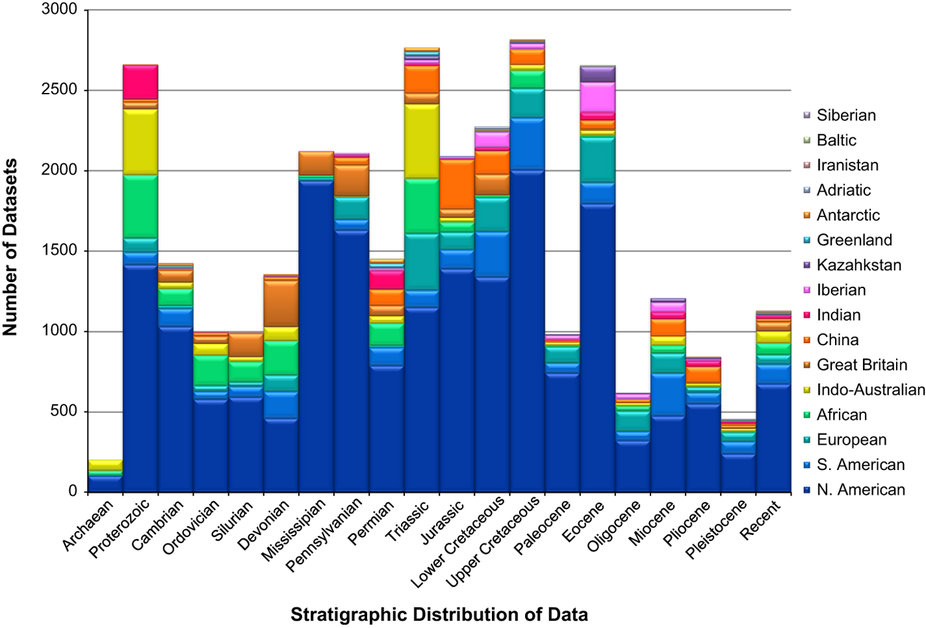 3000
2500
2000
1500
1000
500
0
Number of Datasets
Archaean
Proterozoic
Cambrian
Ordovician
Silurian
Devonian
Mississipian
Pennsylvanian
Permian
Triassic
Jurassic
Lower Cretaceous
Upper Cretaceous
Paleocene
Eocene
Oligocene
Miocene
Pliocene
Pleistocene
Recent
Stratigraphic Distribution of Data
Siberian
Baltic
Iranistan
Adriatic
Antarctic
Greenland
Kazahkstan
Iberian
Indian
China
Great Britain
Indo-Australian
African
European
S. American
N. American